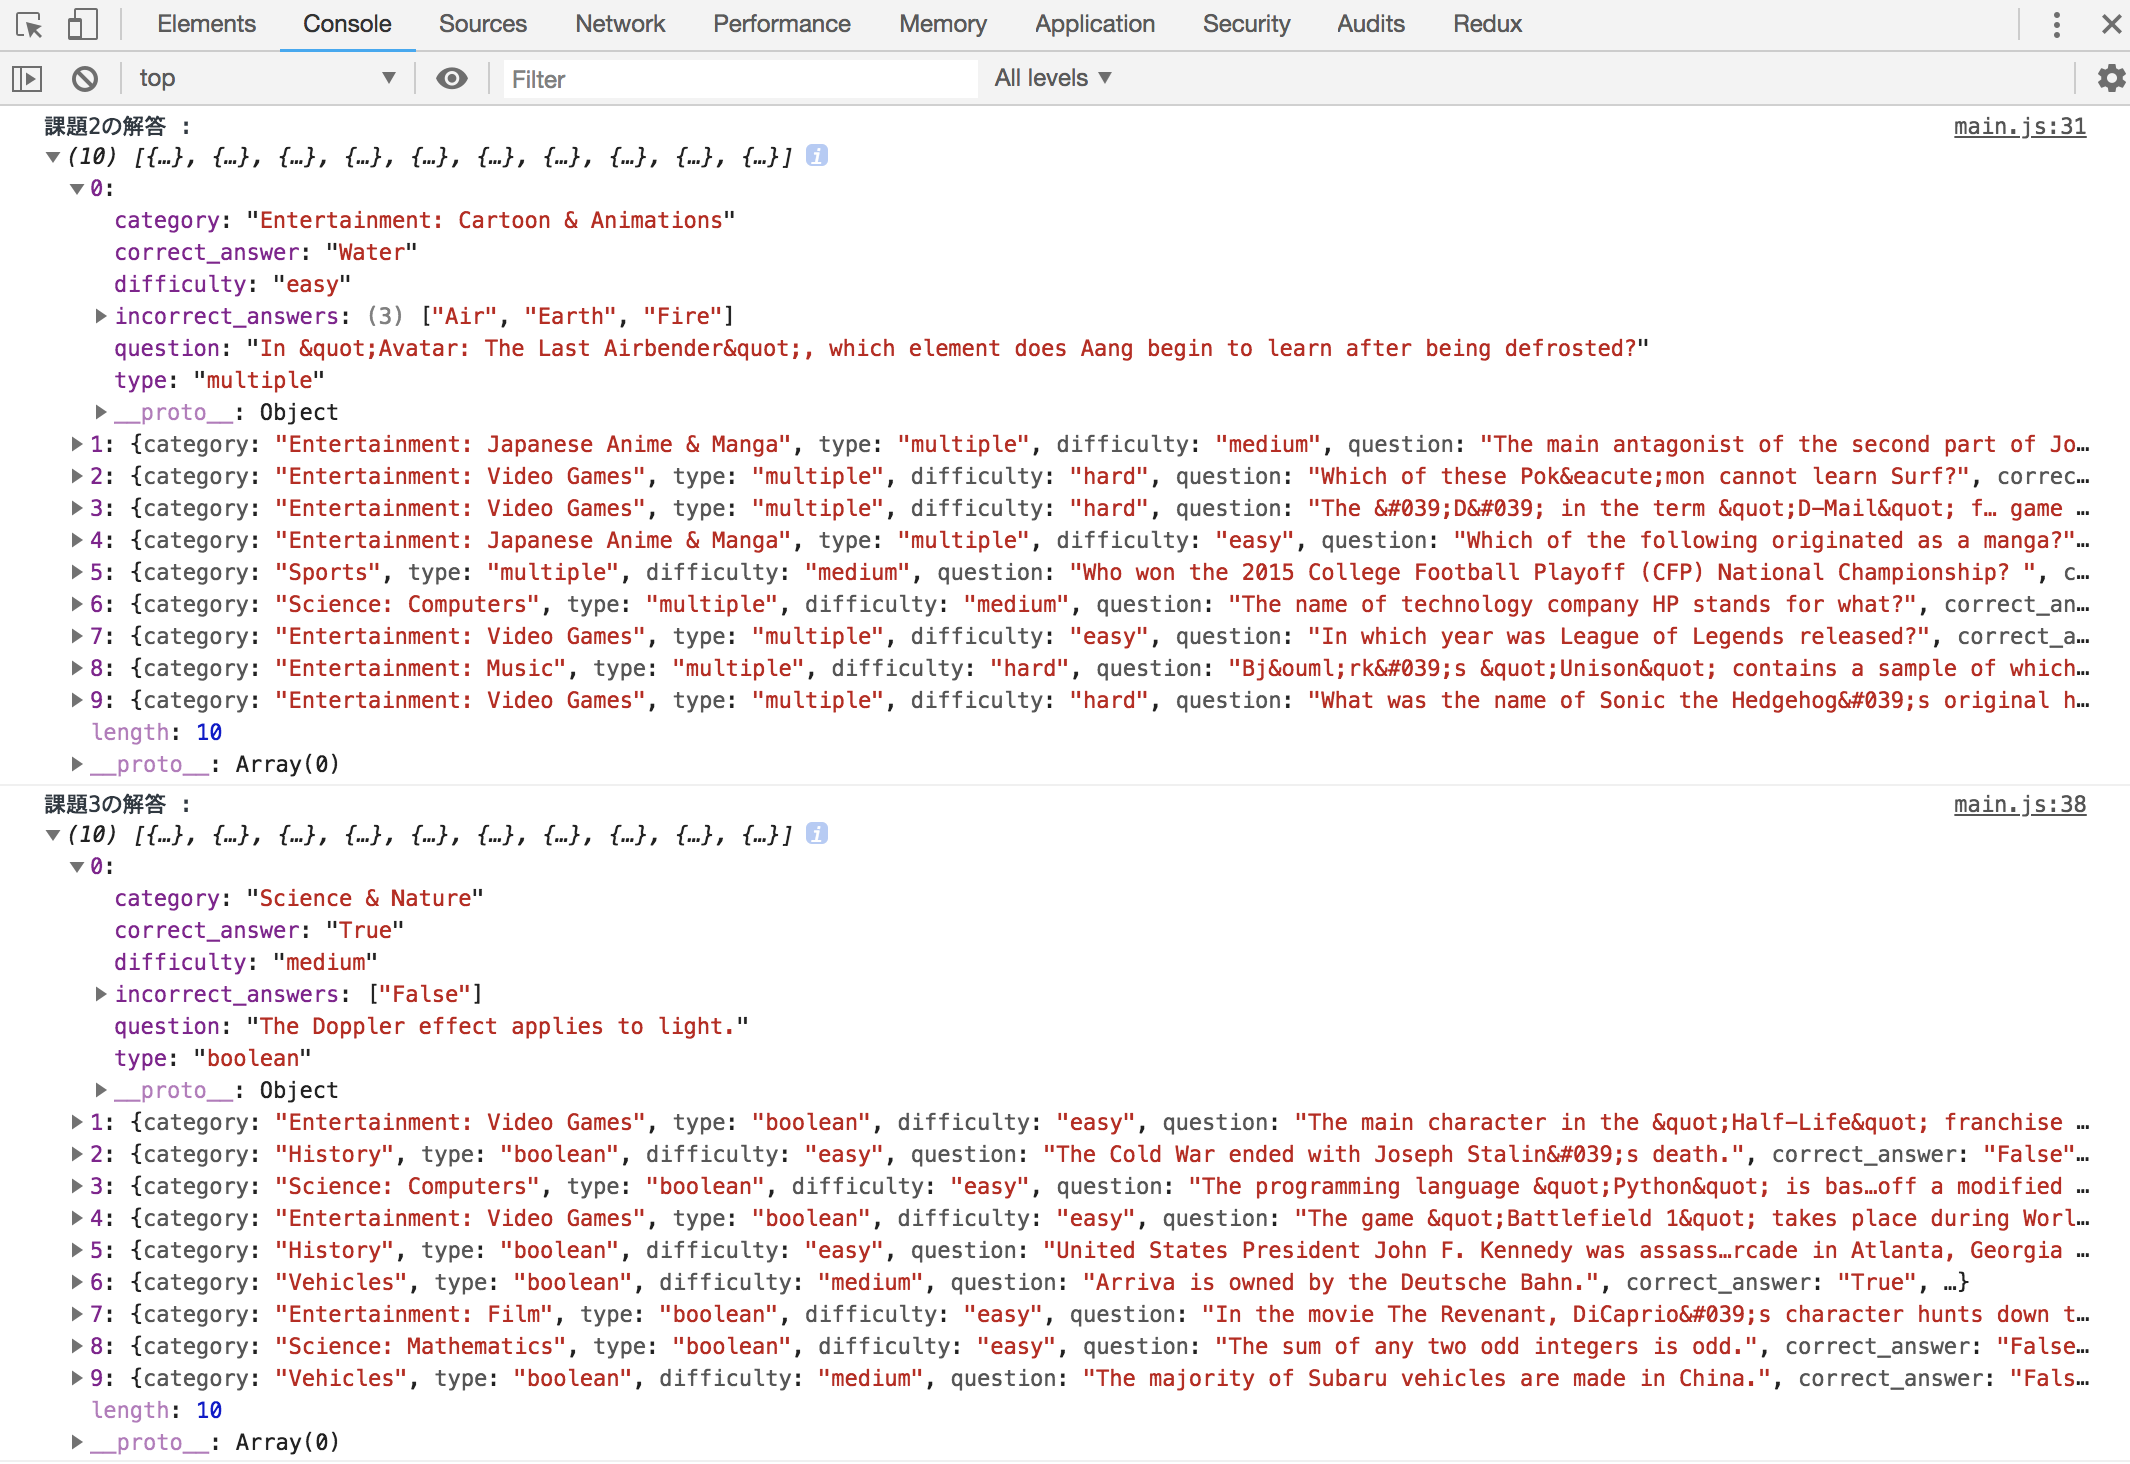 Elements Console Sources Network Performance Memory Application Security Audits Redux
top Filter All levels
課題2の解答 : main.js:31
(10) [{…}, {…}, {…}, {…}, {…}, {…}, {…}, {…}, {…}, {…}] i
0:
category: "Entertainment: Cartoon & Animations"
correct_answer: "Water"
difficulty: "easy"
incorrect_answers: (3) ["Air", "Earth", "Fire"]
question: "In &quot;Avatar: The Last Airbender&quot;, which element does Aang begin to learn after being defrosted?"
type: "multiple"
__proto__: Object
1: {category: "Entertainment: Japanese Anime & Manga", type: "multiple", difficulty: "medium", question: "The main antagonist of the second part of Jo…
2: {category: "Entertainment: Video Games", type: "multiple", difficulty: "hard", question: "Which of these Pok&eacute;mon cannot learn Surf?", correc…
3: {category: "Entertainment: Video Games", type: "multiple", difficulty: "hard", question: "The &#039;D&#039; in the term &quot;D-Mail&quot; f… game …
4: {category: "Entertainment: Japanese Anime & Manga", type: "multiple", difficulty: "easy", question: "Which of the following originated as a manga?"…
5: {category: "Sports", type: "multiple", difficulty: "medium", question: "Who won the 2015 College Football Playoff (CFP) National Championship? ", c…
6: {category: "Science: Computers", type: "multiple", difficulty: "medium", question: "The name of technology company HP stands for what?", correct_an…
7: {category: "Entertainment: Video Games", type: "multiple", difficulty: "easy", question: "In which year was League of Legends released?", correct_a…
8: {category: "Entertainment: Music", type: "multiple", difficulty: "hard", question: "Bj&ouml;rk&#039;s &quot;Unison&quot; contains a sample of which…
9: {category: "Entertainment: Video Games", type: "multiple", difficulty: "hard", question: "What was the name of Sonic the Hedgehog&#039;s original h…
length: 10
__proto__: Array(0)
課題3の解答 : main.js:38
(10) [{…}, {…}, {…}, {…}, {…}, {…}, {…}, {…}, {…}, {…}] i
0:
category: "Science & Nature"
correct_answer: "True"
difficulty: "medium"
incorrect_answers: ["False"]
question: "The Doppler effect applies to light."
type: "boolean"
__proto__: Object
1: {category: "Entertainment: Video Games", type: "boolean", difficulty: "easy", question: "The main character in the &quot;Half-Life&quot; franchise …
2: {category: "History", type: "boolean", difficulty: "easy", question: "The Cold War ended with Joseph Stalin&#039;s death.", correct_answer: "False"…
3: {category: "Science: Computers", type: "boolean", difficulty: "easy", question: "The programming language &quot;Python&quot; is bas…off a modified …
4: {category: "Entertainment: Video Games", type: "boolean", difficulty: "easy", question: "The game &quot;Battlefield 1&quot; takes place during Worl…
5: {category: "History", type: "boolean", difficulty: "easy", question: "United States President John F. Kennedy was assass…rcade in Atlanta, Georgia …
6: {category: "Vehicles", type: "boolean", difficulty: "medium", question: "Arriva is owned by the Deutsche Bahn.", correct_answer: "True", …}
7: {category: "Entertainment: Film", type: "boolean", difficulty: "easy", question: "In the movie The Revenant, DiCaprio&#039;s character hunts down t…
8: {category: "Science: Mathematics", type: "boolean", difficulty: "easy", question: "The sum of any two odd integers is odd.", correct_answer: "False…
9: {category: "Vehicles", type: "boolean", difficulty: "medium", question: "The majority of Subaru vehicles are made in China.", correct_answer: "Fals…
length: 10
__proto__: Array(0)